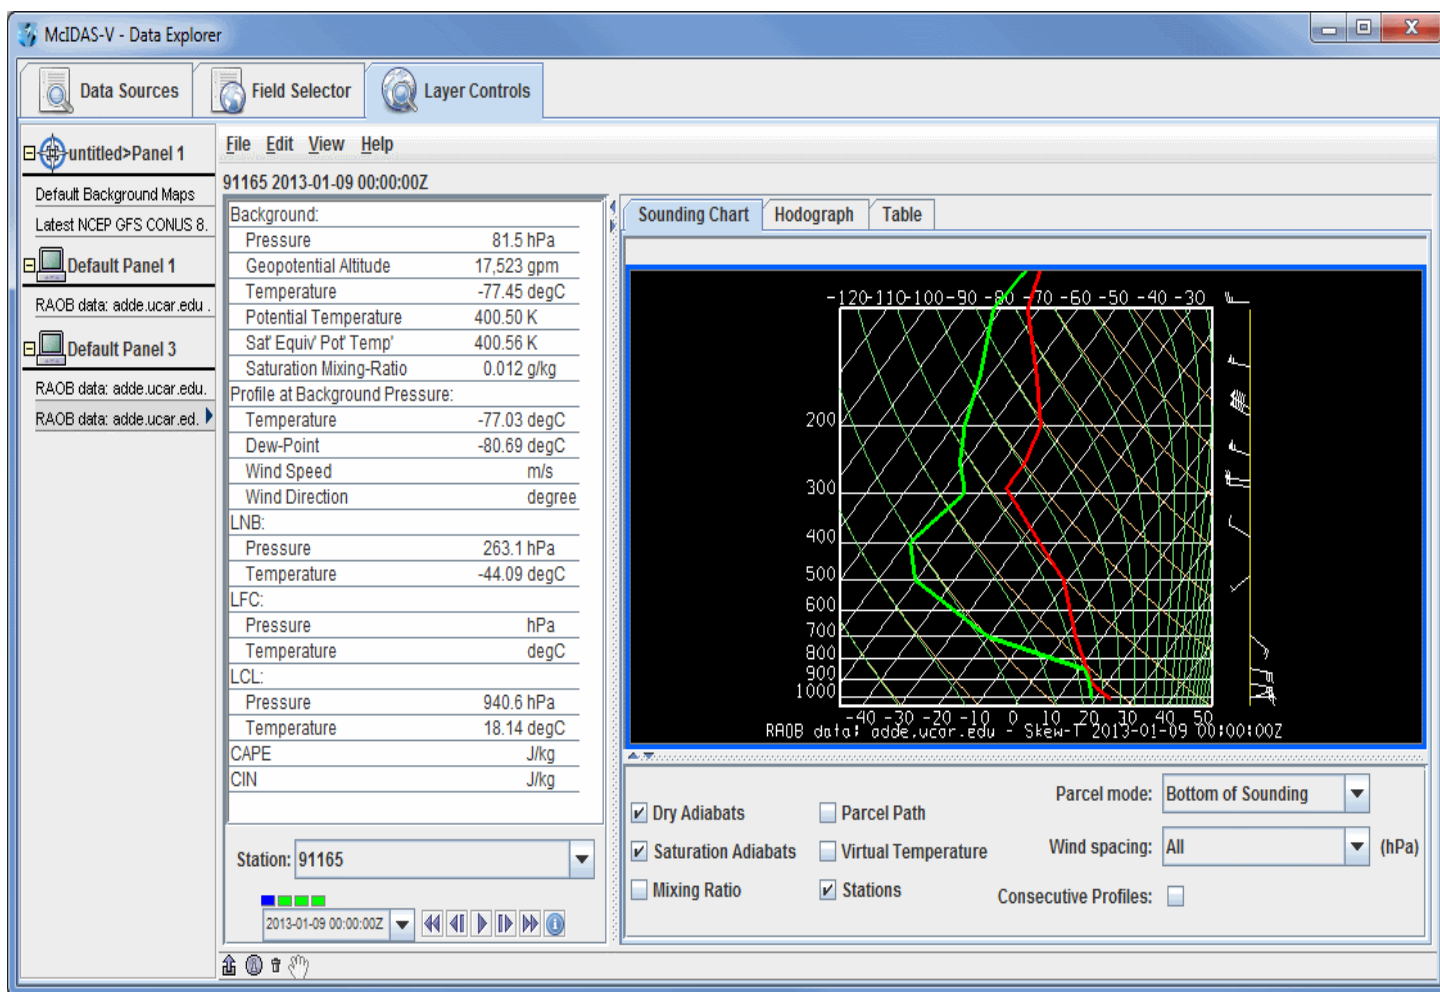 McIDAS-V - Data Explorer
Data Sources Field Selector Layer Controls
untitled>Panel 1
Default Background Maps
Latest NCEP GFS CONUS 8.
Default Panel 1
RAOB data: adde.ucar.edu .
Default Panel 3
RAOB data: adde.ucar.edu.
RAOB data: adde.ucar.ed.
File Edit View Help
91165 2013-01-09 00:00:00Z
Background:
Pressure 81.5 hPa
Geopotential Altitude 17,523 gpm
Temperature -77.45 degC
Potential Temperature 400.50 K
Sat' Equiv' Pot' Temp' 400.56 K
Saturation Mixing-Ratio 0.012 g/kg
Profile at Background Pressure:
Temperature -77.03 degC
Dew-Point -80.69 degC
Wind Speed m/s
Wind Direction degree
LNB:
Pressure 263.1 hPa
Temperature -44.09 degC
LFC:
Pressure hPa
Temperature degC
LCL:
Pressure 940.6 hPa
Temperature 18.14 degC
CAPE J/kg
CIN J/kg
Station: 91165
2013-01-09 00:00:00Z
Sounding Chart Hodograph Table
-120 -110 -100 -90 -80 -70 -60 -50 -40 -30
200
300
400
500
600
700
800
900
1000
-40 -30 -20 -10 0 10 20 30 40 50
RAOB data: adde.ucar.edu - Skew-T 2013-01-09 00:00:00Z
Dry Adiabats Parcel Path Parcel mode: Bottom of Sounding
Saturation Adiabats Virtual Temperature Wind spacing: All (hPa)
Mixing Ratio Stations Consecutive Profiles: